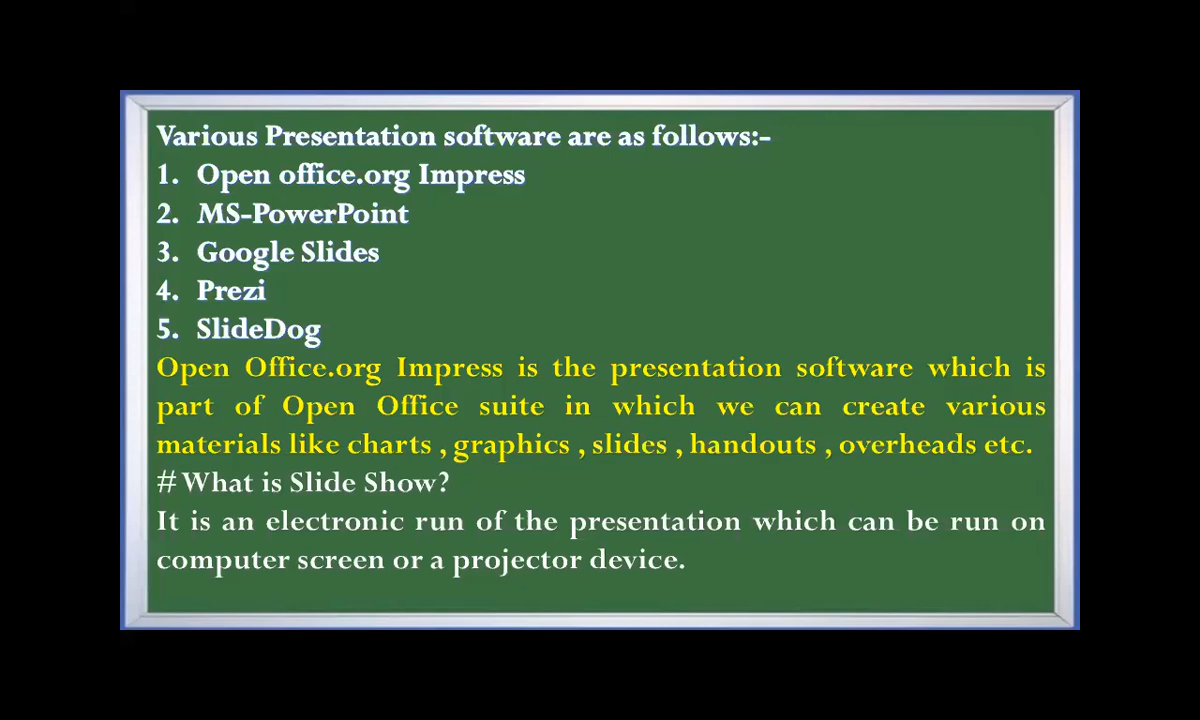 Various Presentation software are as follows:-
1. Open office.org Impress
2. MS-PowerPoint
3. Google Slides
4. Prezi
5. SlideDog
Open Office.org Impress is the presentation software which is
part of Open Office suite in which we can create various
materials like charts , graphics , slides , handouts , overheads etc.
# What is Slide Show?
It is an electronic run of the presentation which can be run on
computer screen or a projector device.